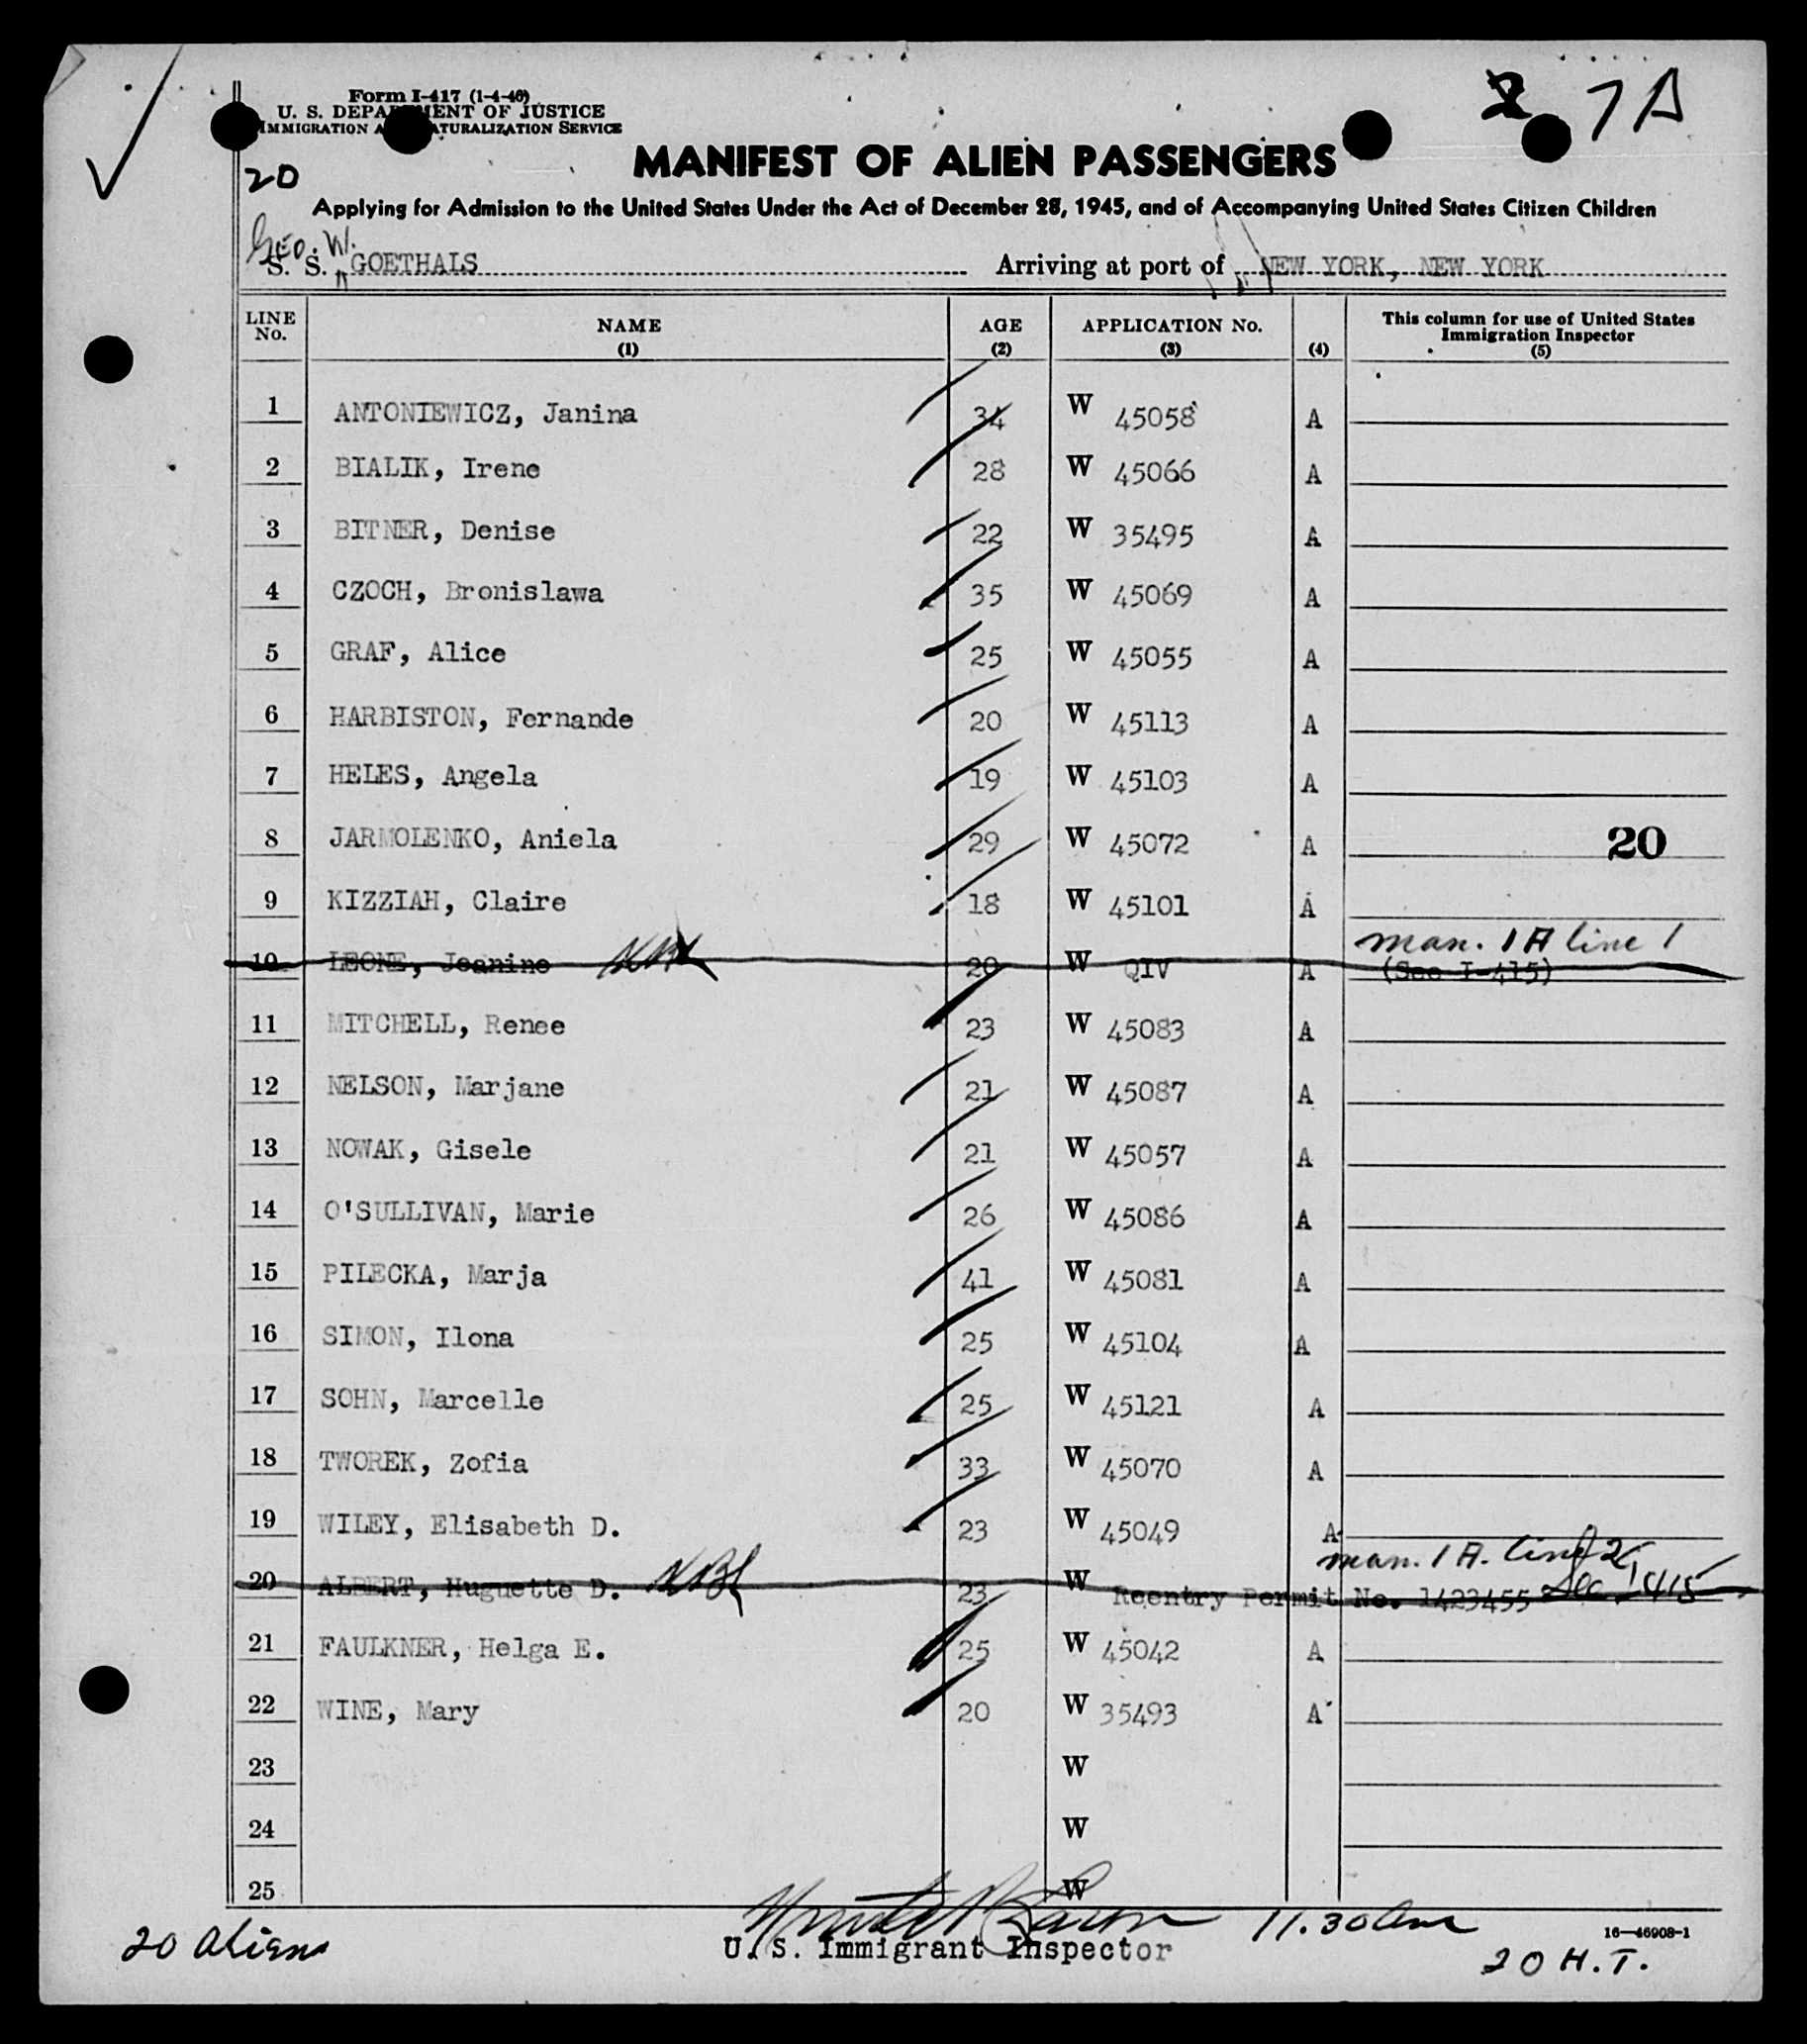 2 7A
Form I-417 (1-4-46)
U. S. DEPARTMENT OF JUSTICE
IMMIGRATION AND NATURALIZATION SERVICE
20
MANIFEST OF ALIEN PASSENGERS
Applying for Admission to the United States Under the Act of December 28, 1945, and of Accompanying United States Citizen Children
S. S. GEO. W. GOETHALS Arriving at port of NEW YORK, NEW YORK
LINE No. NAME (1) AGE (2) APPLICATION No. (3) (4) This column for use of United States Immigration Inspector (5)
1 ANTONIEWICZ, Janina 34 W 45058 A
2 BIALIK, Irene 28 W 45066 A
3 BITNER, Denise 22 W 35495 A
4 CZOCH, Bronislawa 35 W 45069 A
5 GRAF, Alice 25 W 45055 A
6 HARBISTON, Fernande 20 W 45113 A
7 HELES, Angela 19 W 45103 A
8 JARMOLENKO, Aniela 29 W 45072 A 20
9 KIZZIAH, Claire 18 W 45101 A
man. 1A line 1
10 LEONE, Jeanine 20 W QIV A (See I-415)
11 MITCHELL, Renee 23 W 45083 A
12 NELSON, Marjane 21 W 45087 A
13 NOWAK, Gisele 21 W 45057 A
14 O'SULLIVAN, Marie 26 W 45086 A
15 PILECKA, Marja 41 W 45081 A
16 SIMON, Ilona 25 W 45104 A
17 SOHN, Marcelle 25 W 45121 A
18 TWOREK, Zofia 33 W 45070 A
19 WILEY, Elisabeth D. 23 W 45049 A
man. 1A. line 2
20 ALBERT, Huguette D. 23 W Reentry Permit No. 1423455 See I 415
21 FAULKNER, Helga E. 25 W 45042 A
22 WINE, Mary 20 W 35493 A
23 W
24 W
25 W
11.30 am
20 Aliens U. S. Immigrant Inspector 16—46908-1
20 H.T.